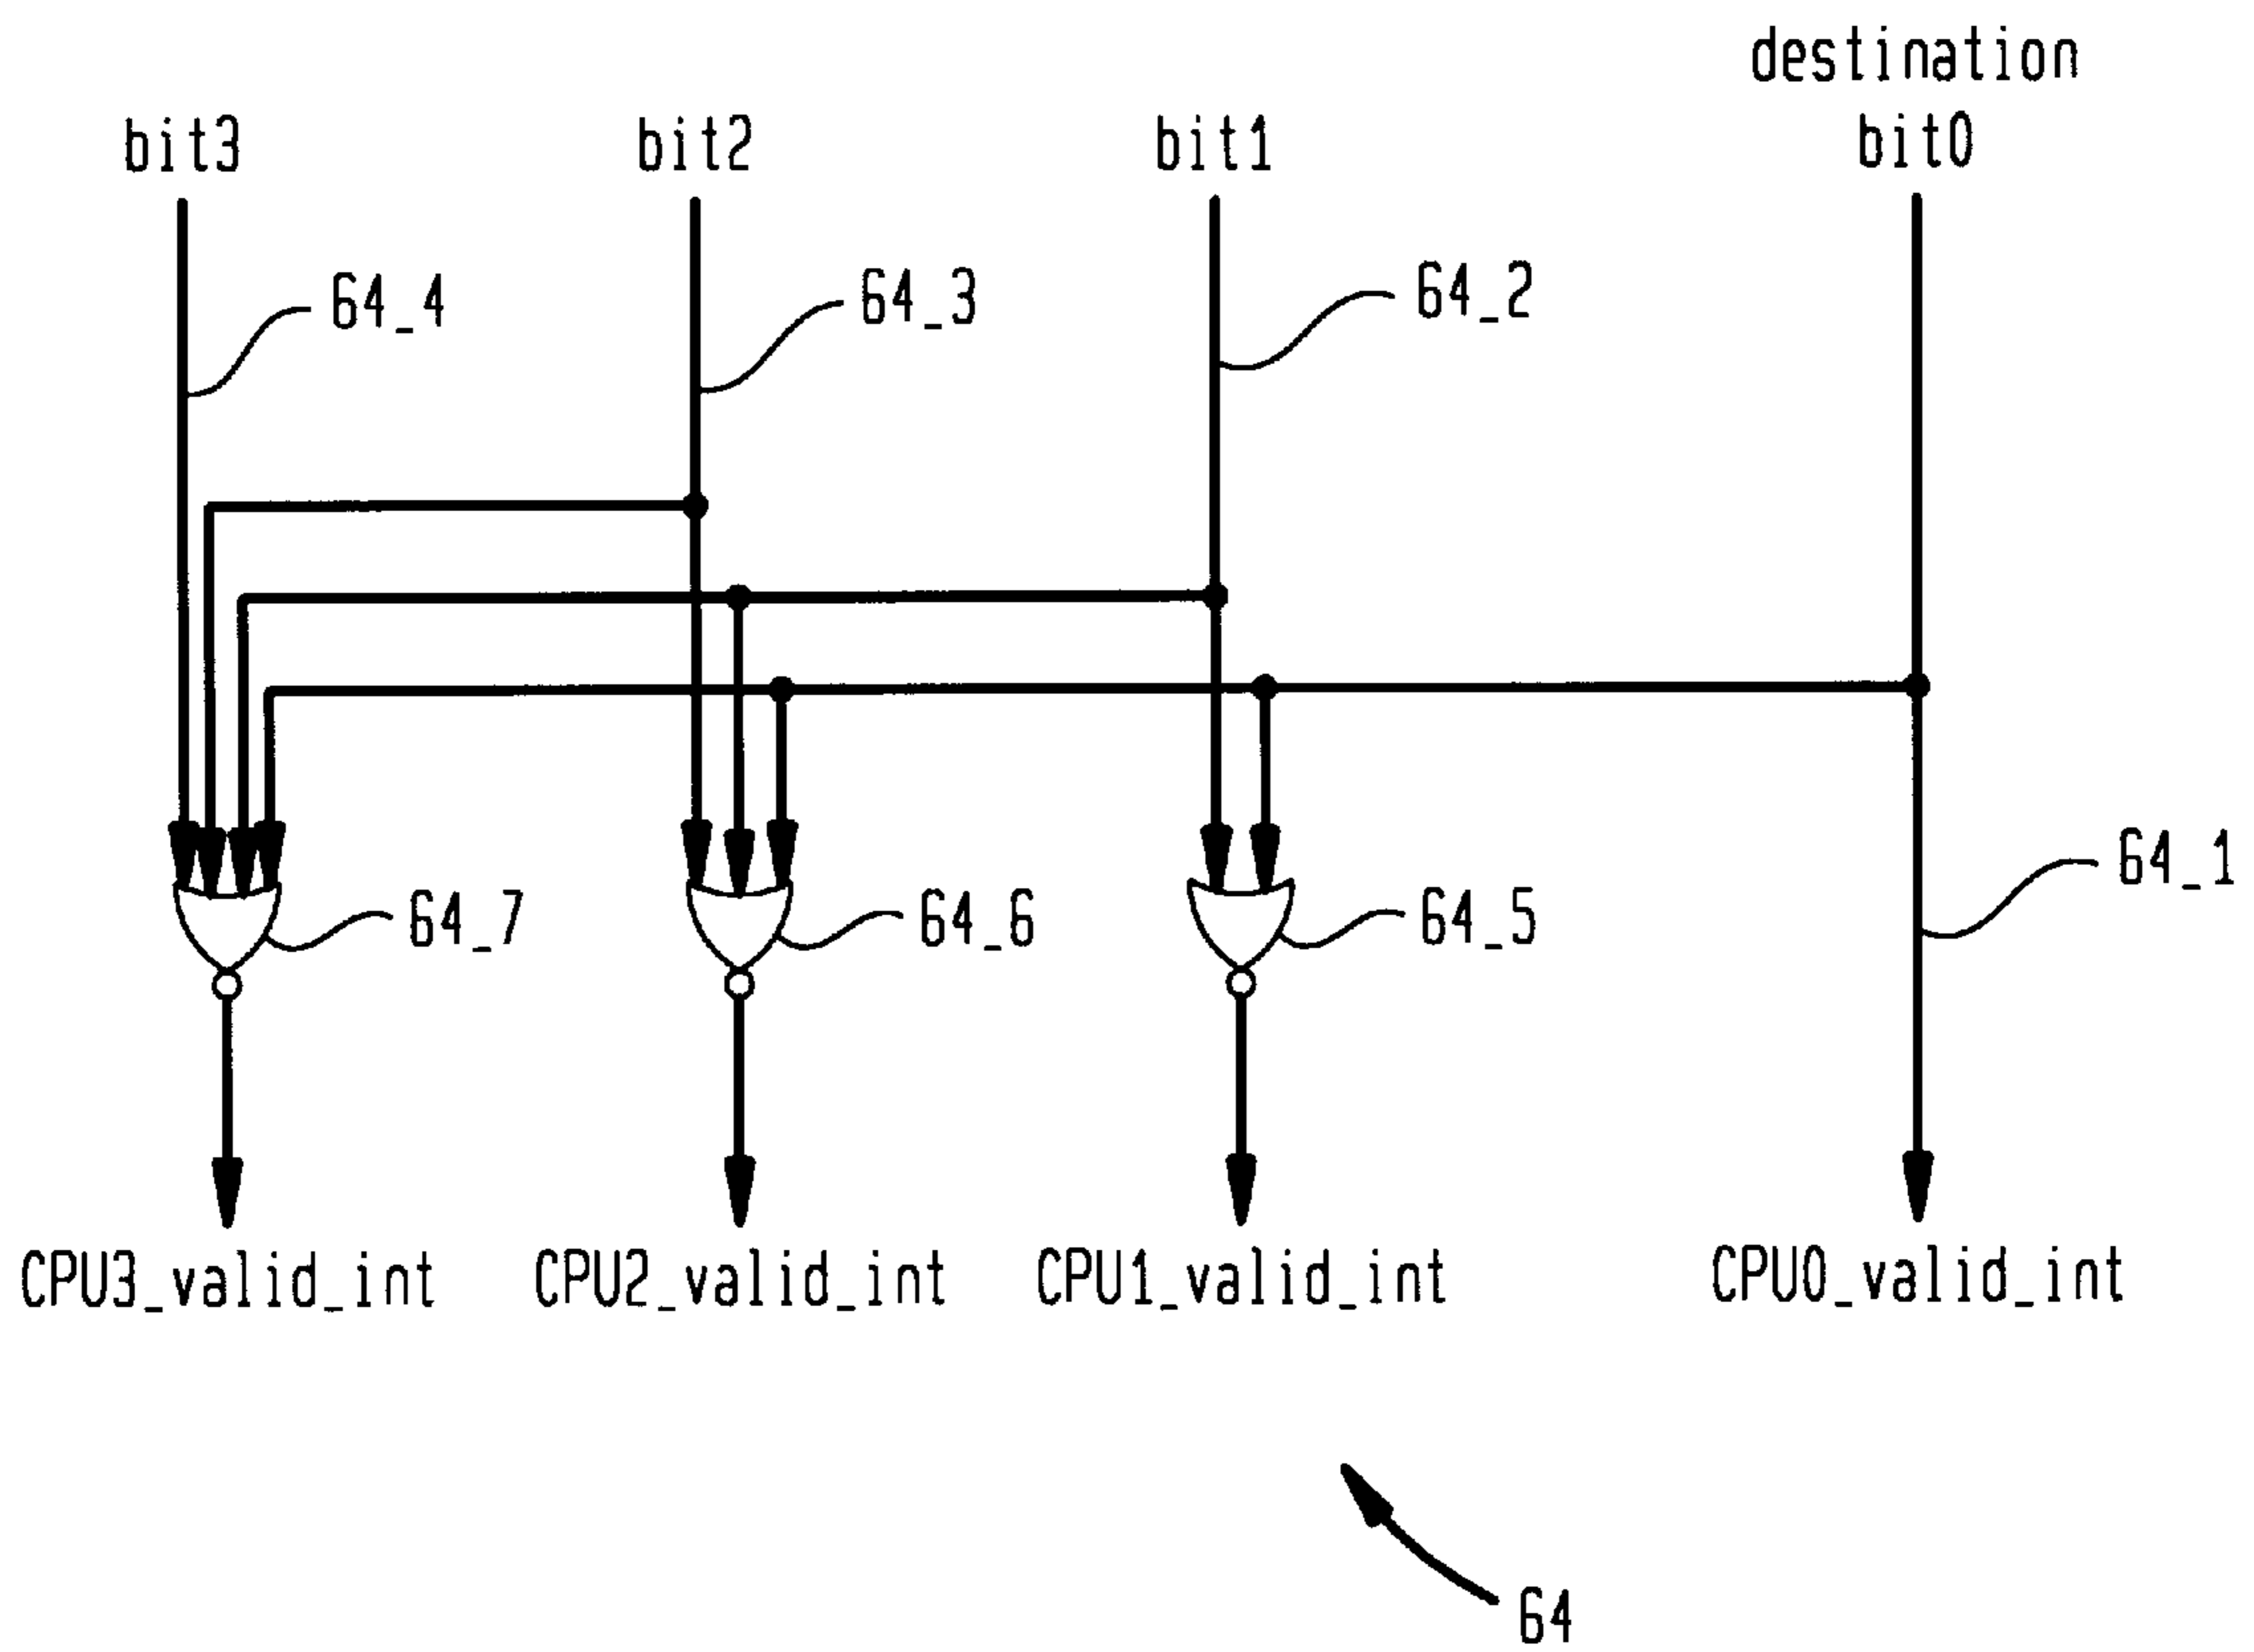 destination
bit3 bit2 bit1 bit0
64_4 64_3 64_2
64_1
64_7 64_6 64_5
CPU3_valid_int CPU2_valid_int CPU1_valid_int CPU0_valid_int
64